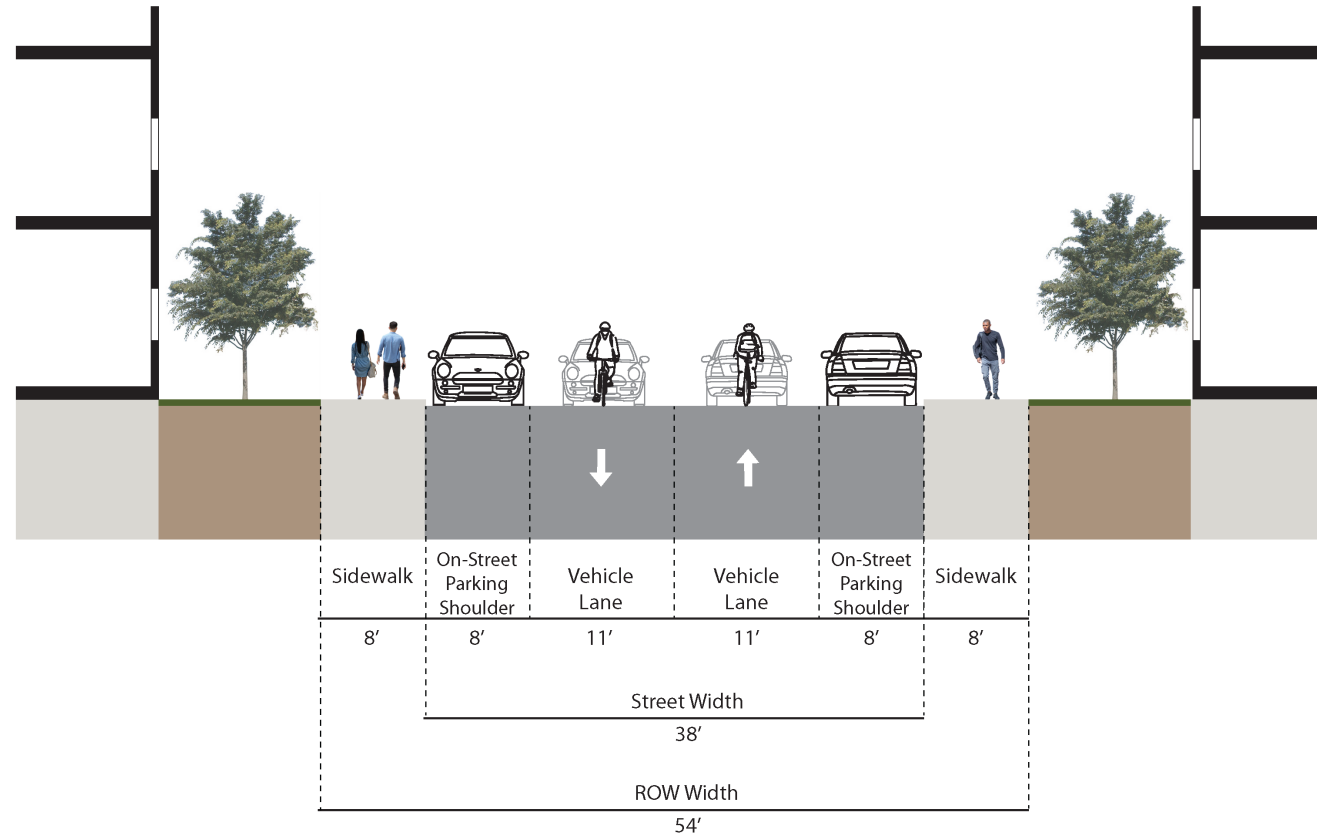 Sidewalk
On-Street
Parking
Shoulder
Vehicle
Lane
Vehicle
Lane
On-Street
Parking
Shoulder
Sidewalk
8’ 8’ 11’ 11’ 8’ 8’
Street Width
38’
ROW Width
54’